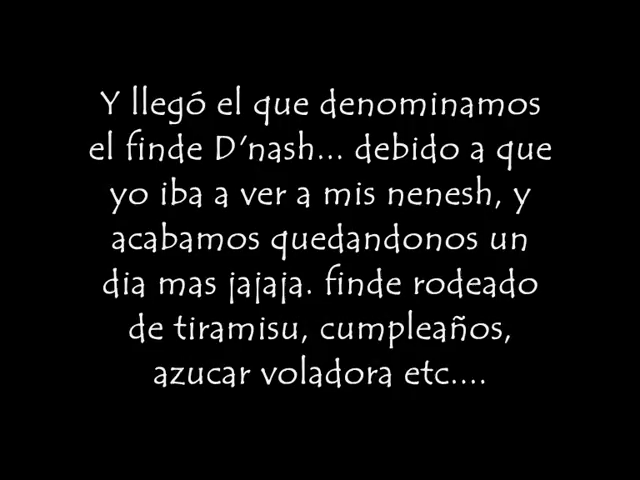 Y llegó el que denominamos
el finde D'nash... debido a que
yo iba a ver a mis nenesh, y
acabamos quedandonos un
dia mas jajaja. finde rodeado
de tiramisu, cumpleaños,
azucar voladora etc....